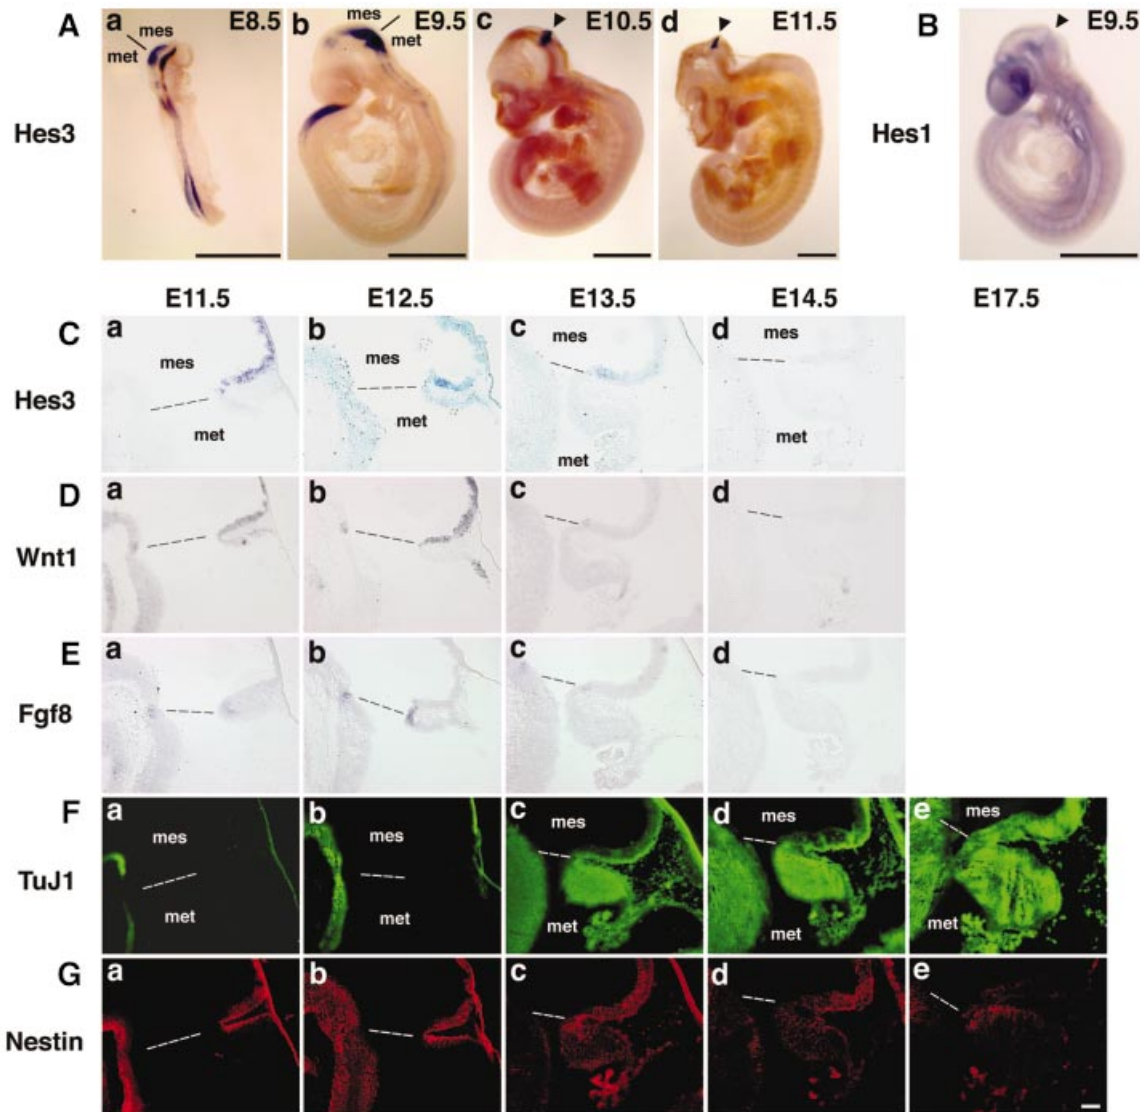 A a mes met E8.5 b mes met E9.5 c E10.5 d E11.5 B E9.5
Hes3 Hes1
E11.5 E12.5 E13.5 E14.5 E17.5
C a mes met b mes met c mes met d mes met
Hes3
D a b c d
Wnt1
E a b c d
Fgf8
F a mes met b mes met c mes met d mes met e mes met
TuJ1
G a b c d e
Nestin